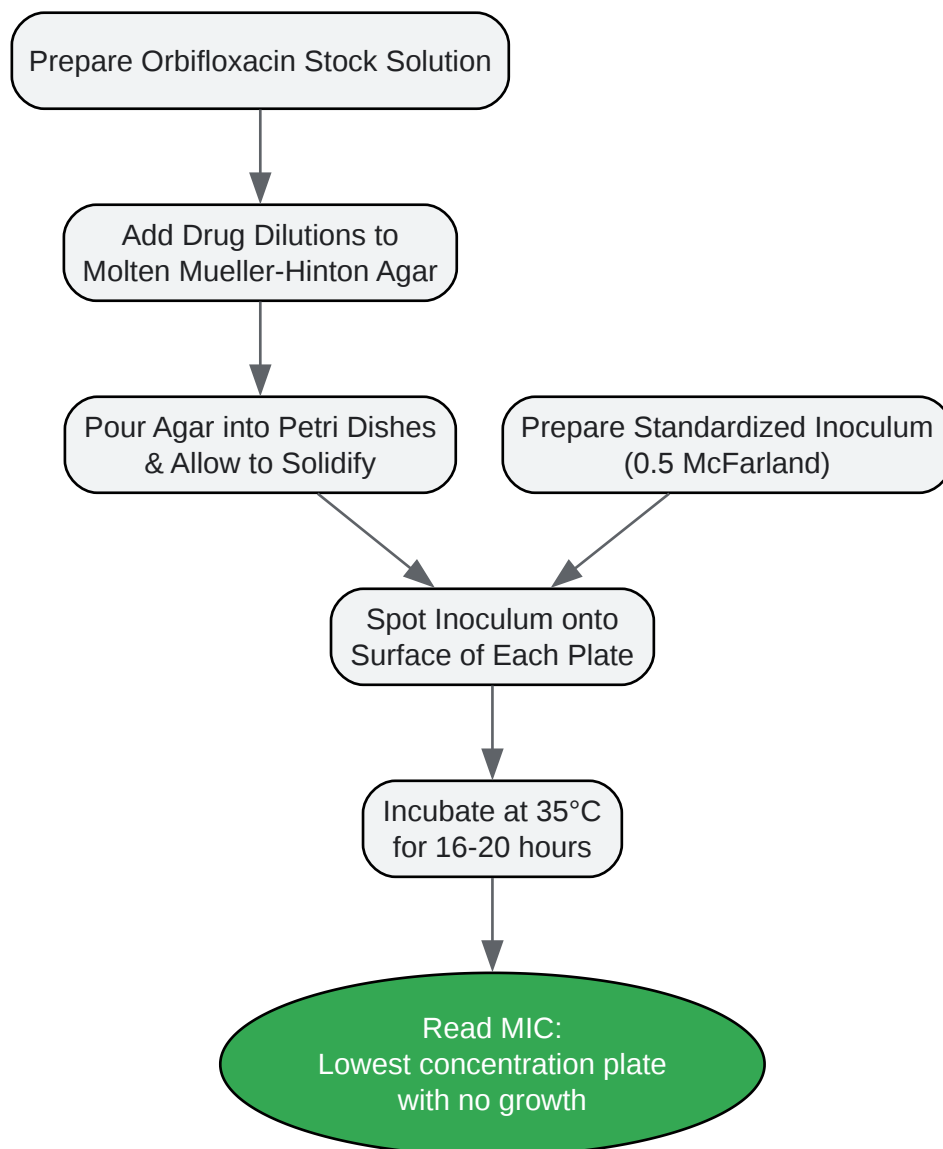 Prepare Orbifloxacin Stock Solution
Add Drug Dilutions to
Molten Mueller-Hinton Agar
Pour Agar into Petri Dishes
& Allow to Solidify
Prepare Standardized Inoculum
(0.5 McFarland)
Spot Inoculum onto
Surface of Each Plate
Incubate at 35°C
for 16-20 hours
Read MIC:
Lowest concentration plate
with no growth